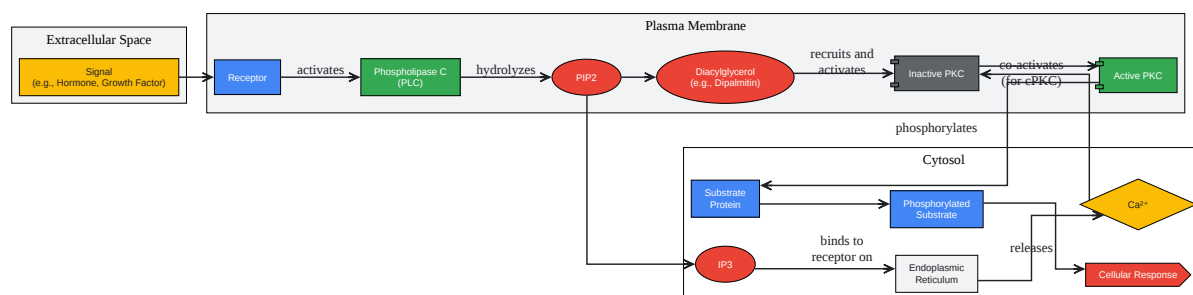 Extracellular Space
Signal
(e.g., Hormone, Growth Factor)
Plasma Membrane
Receptor
activates
Phospholipase C
(PLC)
hydrolyzes
PIP2
Diacylglycerol
(e.g., Dipalmitin)
recruits and
activates
Inactive PKC
co-activates
(for cPKC)
Active PKC
phosphorylates
Cytosol
Substrate
Protein
Phosphorylated
Substrate
Ca²⁺
IP3
binds to
receptor on
Endoplasmic
Reticulum
releases
Cellular Response